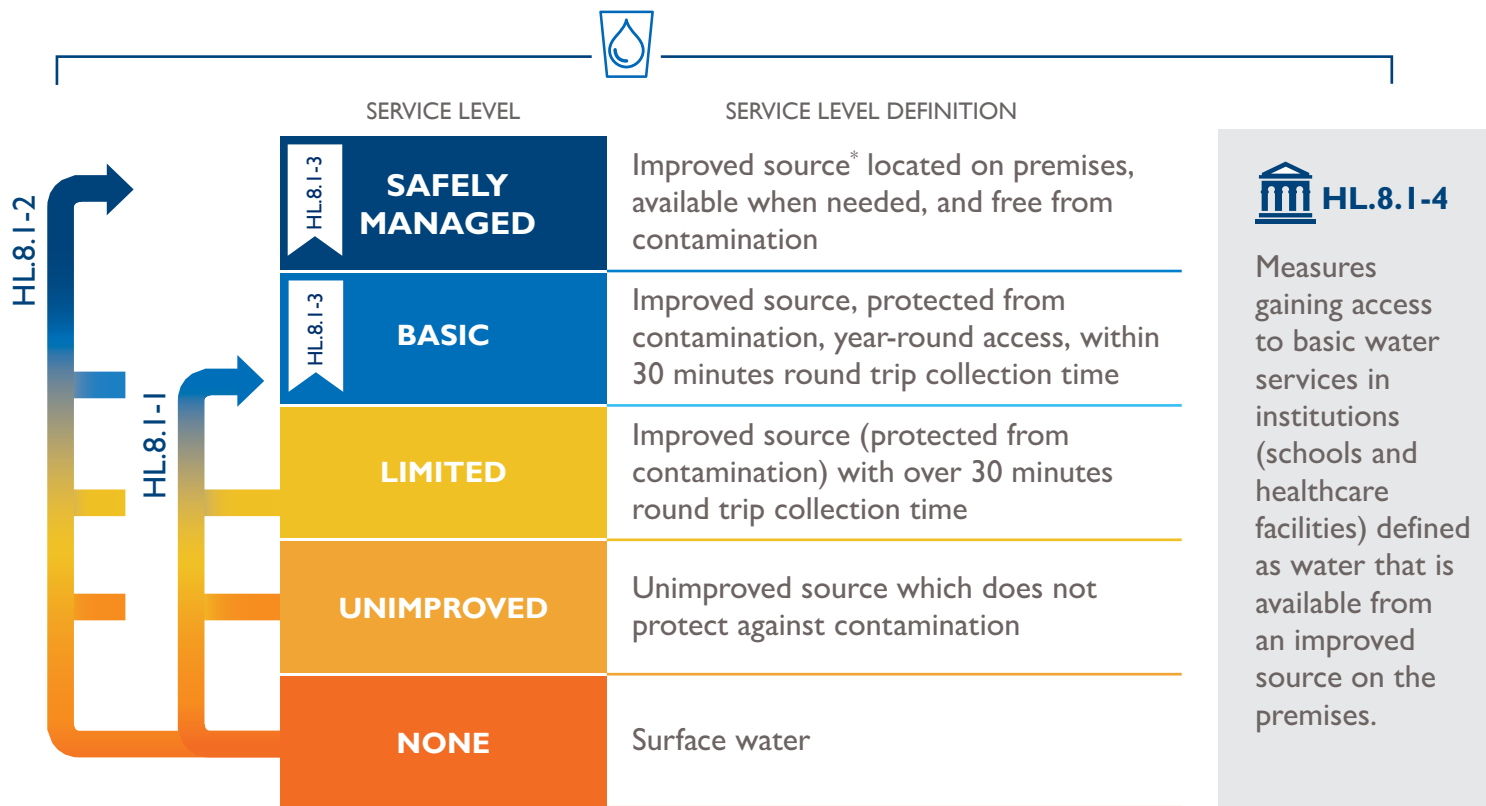 SERVICE LEVEL
SERVICE LEVEL DEFINITION
HL.8.1-2
HL.8.1-1
HL.8.1-3
SAFELY
MANAGED
Improved source* located on premises,
available when needed, and free from
contamination
HL.8.1-3
BASIC
Improved source, protected from
contamination, year-round access, within
30 minutes round trip collection time
LIMITED
Improved source (protected from
contamination) with over 30 minutes
round trip collection time
UNIMPROVED
Unimproved source which does not
protect against contamination
NONE
Surface water
HL.8.1-4
Measures
gaining access
to basic water
services in
institutions
(schools and
healthcare
facilities) defined
as water that is
available from
an improved
source on the
premises.